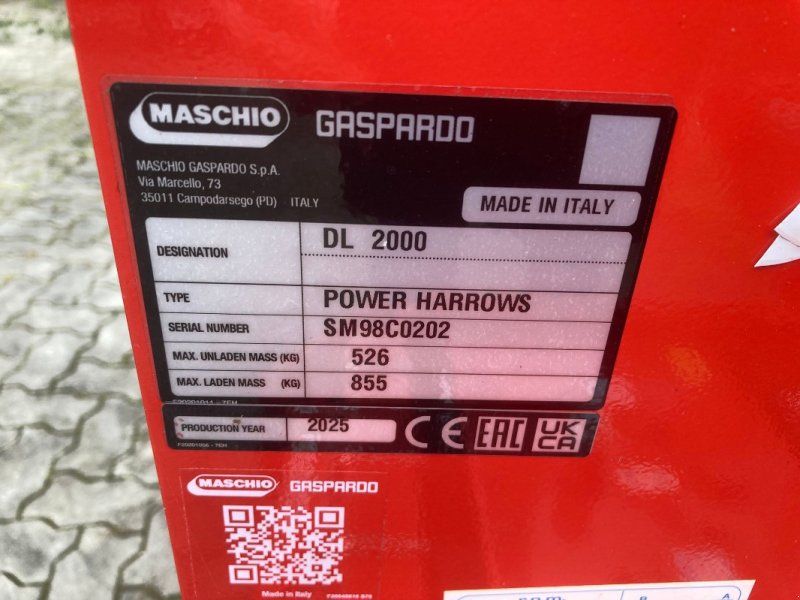 MASCHIO GASPARDO
MASCHIO GASPARDO S.p.A.
Via Marcello, 73
35011 Campodarsego (PD) ITALY
MADE IN ITALY
DESIGNATION DL 2000
TYPE POWER HARROWS
SERIAL NUMBER SM98C0202
MAX. UNLADEN MASS (KG) 526
MAX. LADEN MASS (KG) 855
PRODUCTION YEAR 2025 CE EAC UK CA
MASCHIO GASPARDO
Made in Italy